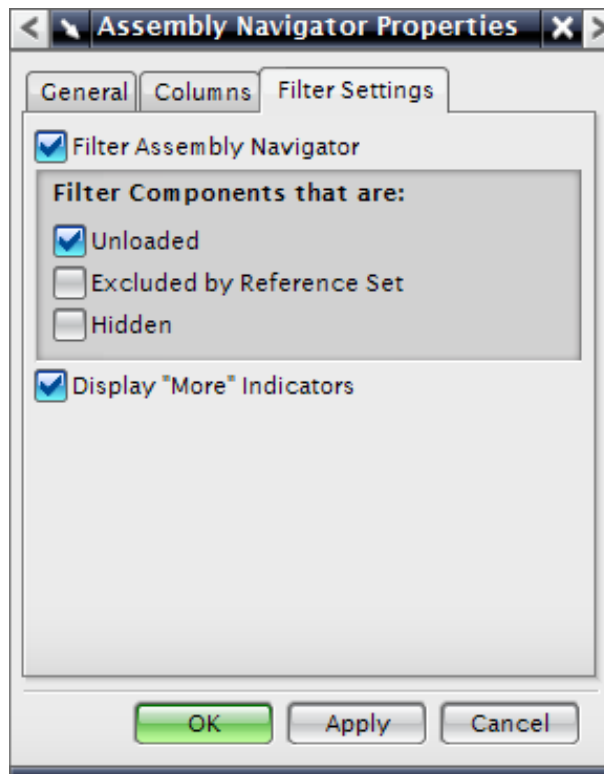 Assembly Navigator Properties
General Columns Filter Settings
Filter Assembly Navigator
Filter Components that are:
Unloaded
Excluded by Reference Set
Hidden
Display "More" Indicators
OK Apply Cancel